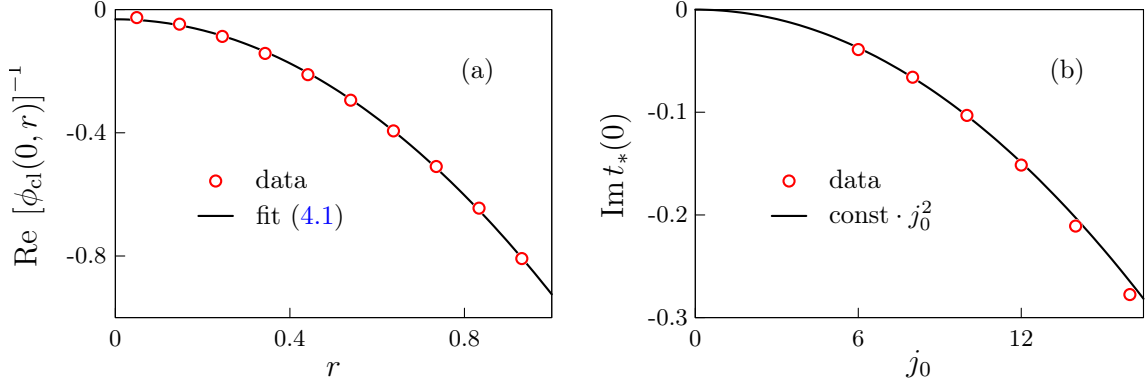 0
-0.4
-0.8
Re [ϕcl(0, r)]⁻¹
(a)
data
fit (4.1)
0
0.4
0.8
r
0
-0.1
-0.2
-0.3
Im t*(0)
(b)
data
const · j₀²
0
6
12
j₀